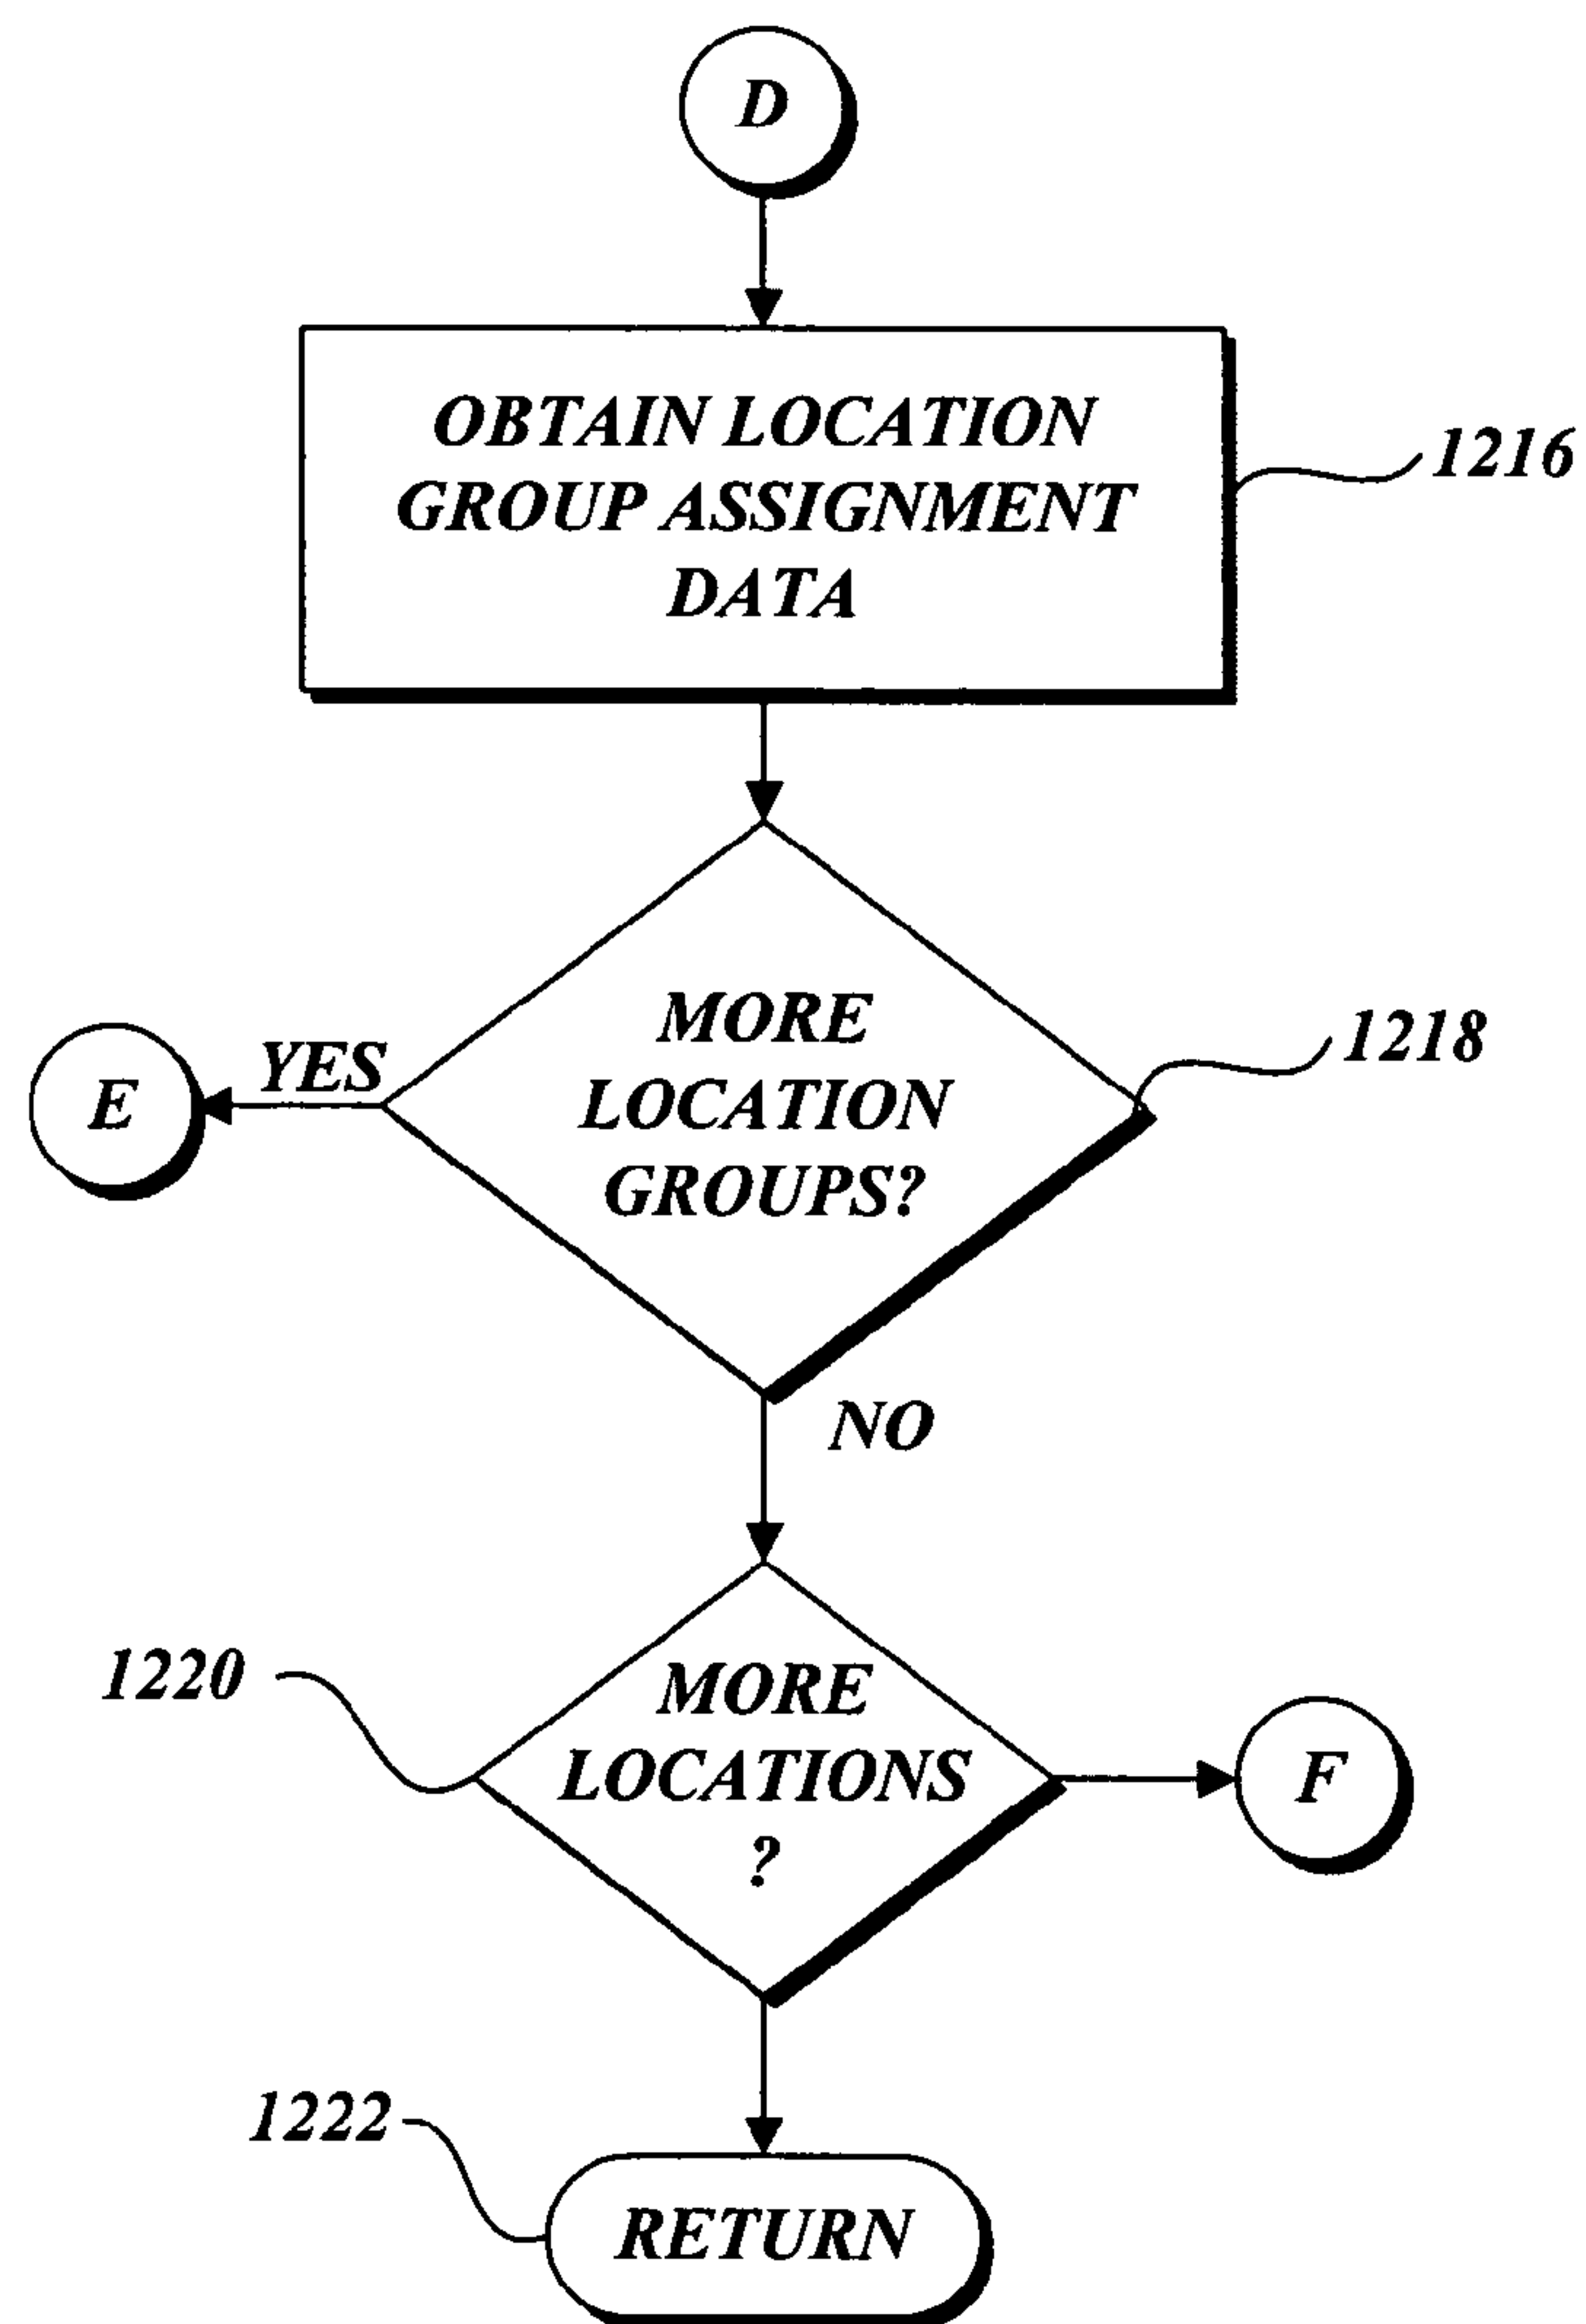 D
OBTAIN LOCATION
GROUP ASSIGNMENT
DATA
1216
MORE
LOCATION
GROUPS?
1218
YES
E
NO
1220
MORE
LOCATIONS
?
F
1222
RETURN